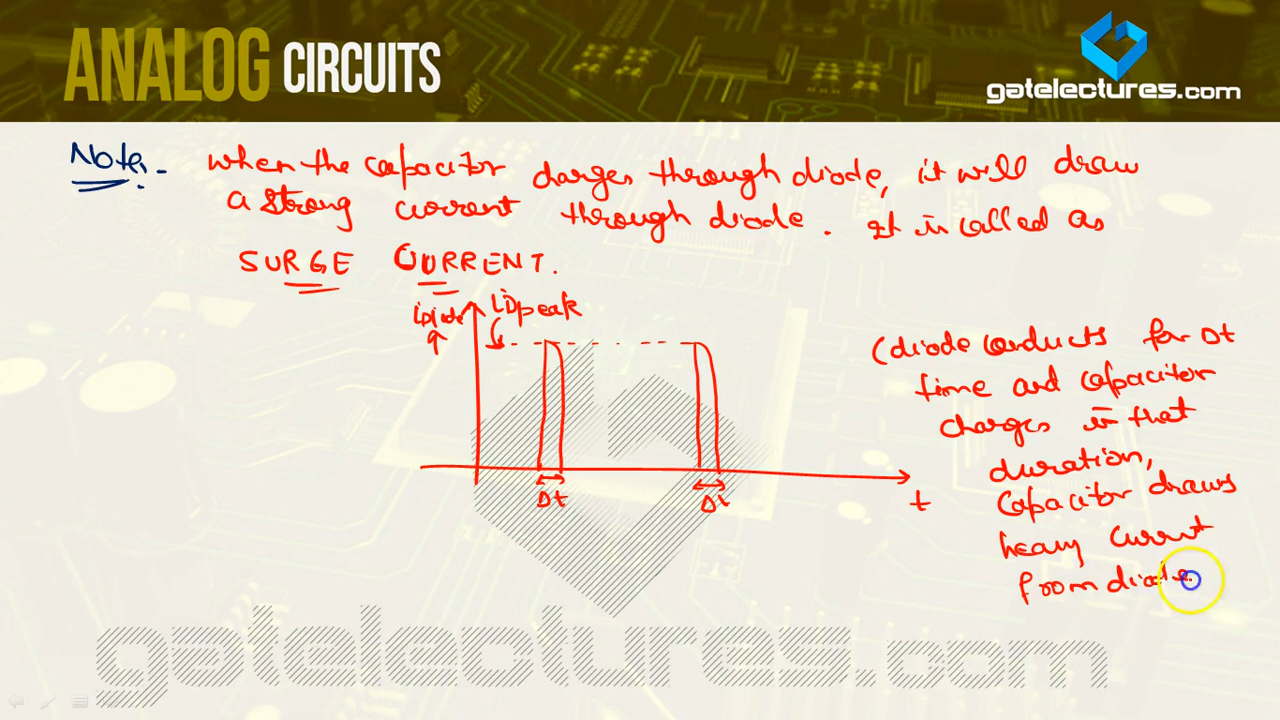 ANALOG CIRCUITS
gatelectures.com
Note:-
when the capacitor charges through diode, it will draw
a strong current through diode. It is called as
SURGE CURRENT.
iDiode
iDpeak
Δt
Δt
t
(diode conducts for Δt
time and capacitor
charges in that
duration,
capacitor draws
heavy current
from diode
gatelectures.com